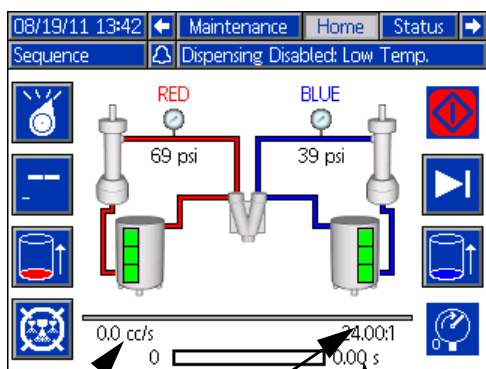 08/19/11 13:42 Maintenance Home Status
Sequence Dispensing Disabled: Low Temp.
RED BLUE
69 psi 39 psi
0.0 cc/s 24.00:1
0 0.00 s